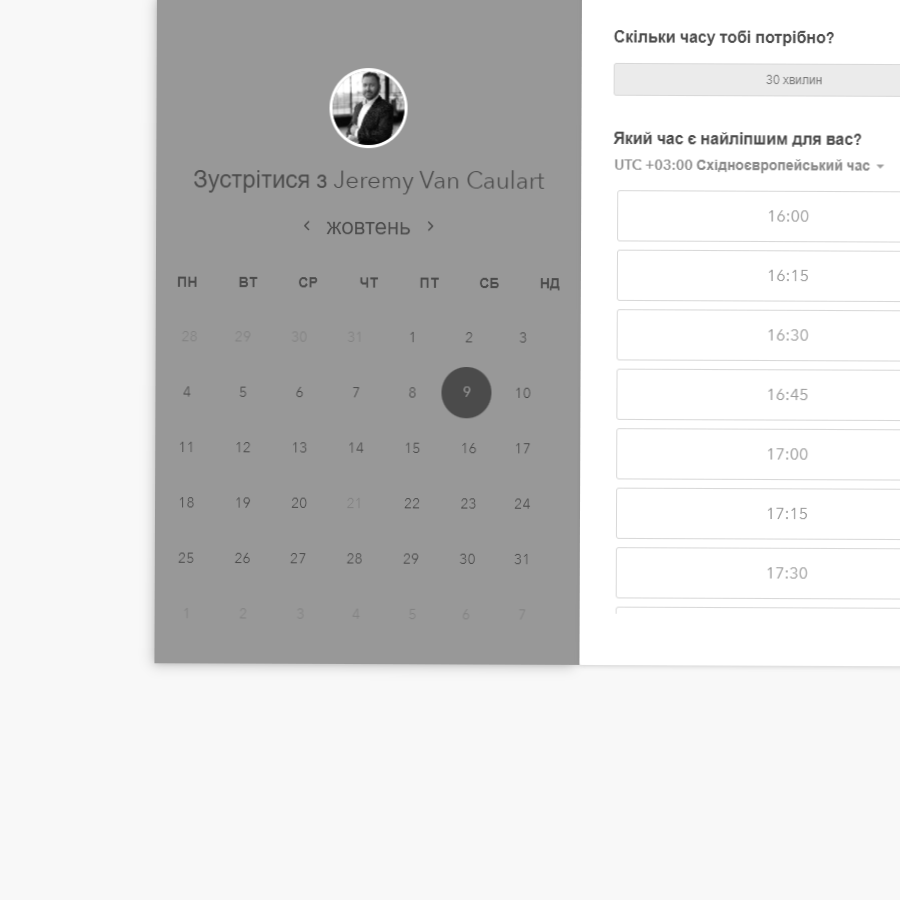 Зустрітися з Jeremy Van Caulart
жовтень
ПН ВТ СР ЧТ ПТ СБ НД
28 29 30 31 1 2 3
4 5 6 7 8 9 10
11 12 13 14 15 16 17
18 19 20 21 22 23 24
25 26 27 28 29 30 31
1 2 3 4 5 6 7
Скільки часу тобі потрібно?
30 хвилин
Який час є найліпшим для вас?
UTC +03:00 Східноєвропейський час
16:00
16:15
16:30
16:45
17:00
17:15
17:30